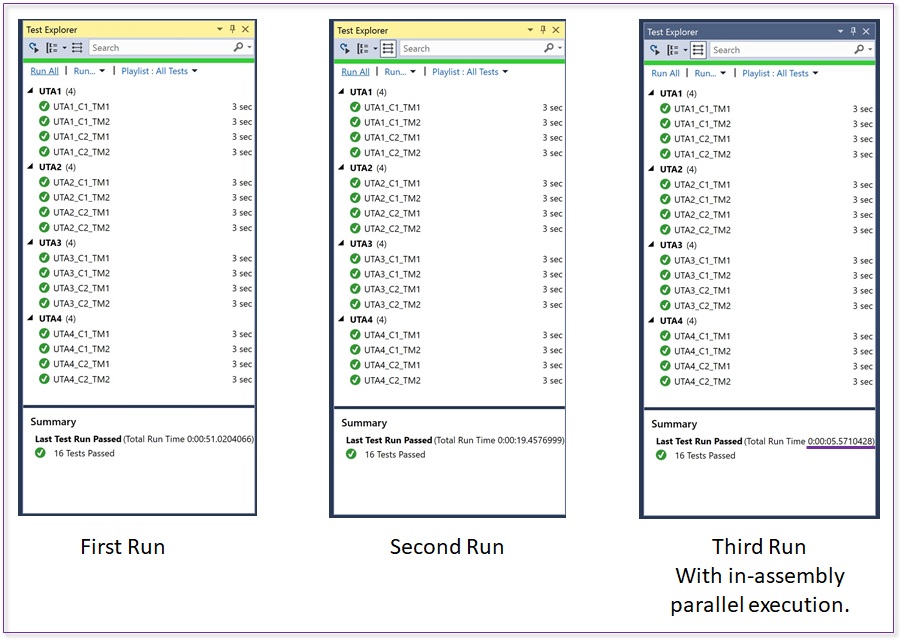 Test Explorer
Search
Run All | Run... | Playlist : All Tests
UTA1 (4)
UTA1_C1_TM1 3 sec
UTA1_C1_TM2 3 sec
UTA1_C2_TM1 3 sec
UTA1_C2_TM2 3 sec
UTA2 (4)
UTA2_C1_TM1 3 sec
UTA2_C1_TM2 3 sec
UTA2_C2_TM1 3 sec
UTA2_C2_TM2 3 sec
UTA3 (4)
UTA3_C1_TM1 3 sec
UTA3_C1_TM2 3 sec
UTA3_C2_TM1 3 sec
UTA3_C2_TM2 3 sec
UTA4 (4)
UTA4_C1_TM1 3 sec
UTA4_C1_TM2 3 sec
UTA4_C2_TM1 3 sec
UTA4_C2_TM2 3 sec
Summary
Last Test Run Passed (Total Run Time 0:00:51.0204066)
16 Tests Passed
First Run
Test Explorer
Search
Run All | Run... | Playlist : All Tests
UTA1 (4)
UTA1_C1_TM1 3 sec
UTA1_C1_TM2 3 sec
UTA1_C2_TM1 3 sec
UTA1_C2_TM2 3 sec
UTA2 (4)
UTA2_C1_TM1 3 sec
UTA2_C1_TM2 3 sec
UTA2_C2_TM1 3 sec
UTA2_C2_TM2 3 sec
UTA3 (4)
UTA3_C1_TM1 3 sec
UTA3_C1_TM2 3 sec
UTA3_C2_TM1 3 sec
UTA3_C2_TM2 3 sec
UTA4 (4)
UTA4_C1_TM1 3 sec
UTA4_C1_TM2 3 sec
UTA4_C2_TM1 3 sec
UTA4_C2_TM2 3 sec
Summary
Last Test Run Passed (Total Run Time 0:00:19.4576999)
16 Tests Passed
Second Run
Test Explorer
Search
Run All | Run... | Playlist : All Tests
UTA1 (4)
UTA1_C1_TM1 3 sec
UTA1_C1_TM2 3 sec
UTA1_C2_TM1 3 sec
UTA1_C2_TM2 3 sec
UTA2 (4)
UTA2_C1_TM1 3 sec
UTA2_C1_TM2 3 sec
UTA2_C2_TM1 3 sec
UTA2_C2_TM2 3 sec
UTA3 (4)
UTA3_C1_TM1 3 sec
UTA3_C1_TM2 3 sec
UTA3_C2_TM1 3 sec
UTA3_C2_TM2 3 sec
UTA4 (4)
UTA4_C1_TM1 3 sec
UTA4_C1_TM2 3 sec
UTA4_C2_TM1 3 sec
UTA4_C2_TM2 3 sec
Summary
Last Test Run Passed (Total Run Time 0:00:05.5710428)
16 Tests Passed
Third Run
With in-assembly
parallel execution.